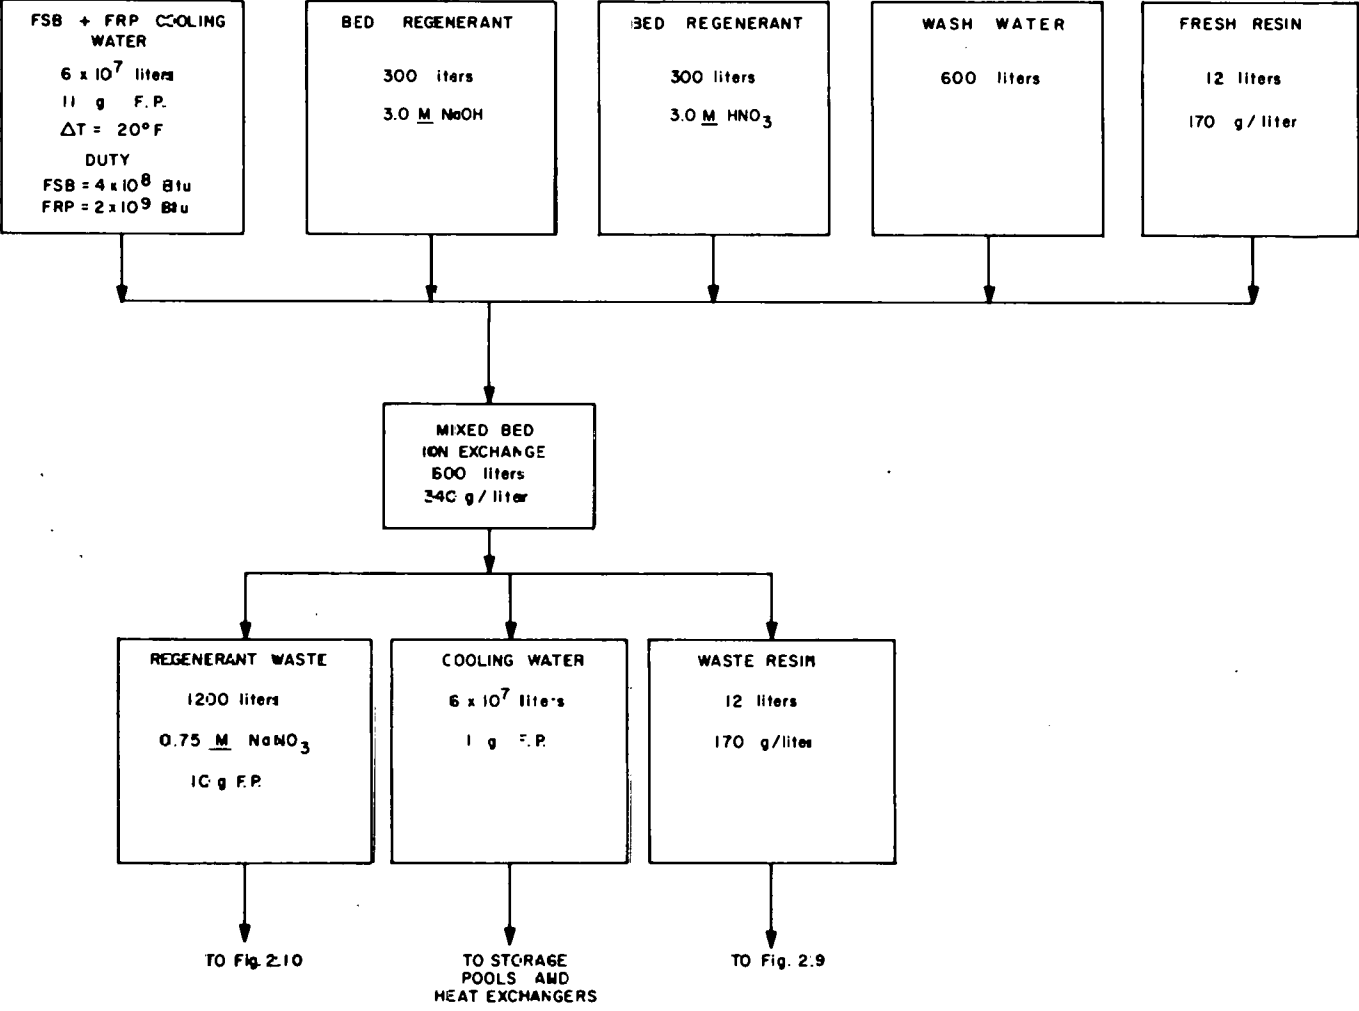 FSB + FRP COOLING
WATER
6 x 10^7 liters
11 g F.P.
ΔT = 20°F
DUTY
FSB = 4 x 10^8 Btu
FRP = 2 x 10^9 Btu
BED REGENERANT
300 liters
3.0 M NaOH
BED REGENERANT
300 liters
3.0 M HNO3
WASH WATER
600 liters
FRESH RESIN
12 liters
170 g/liter
MIXED BED
ION EXCHANGE
600 liters
340 g/liter
REGENERANT WASTE
1200 liters
0.75 M NaNO3
10 g F.P.
COOLING WATER
6 x 10^7 liters
1 g F.P.
WASTE RESIN
12 liters
170 g/liter
TO Fig. 2.10
TO STORAGE
POOLS AND
HEAT EXCHANGERS
TO Fig. 2.9